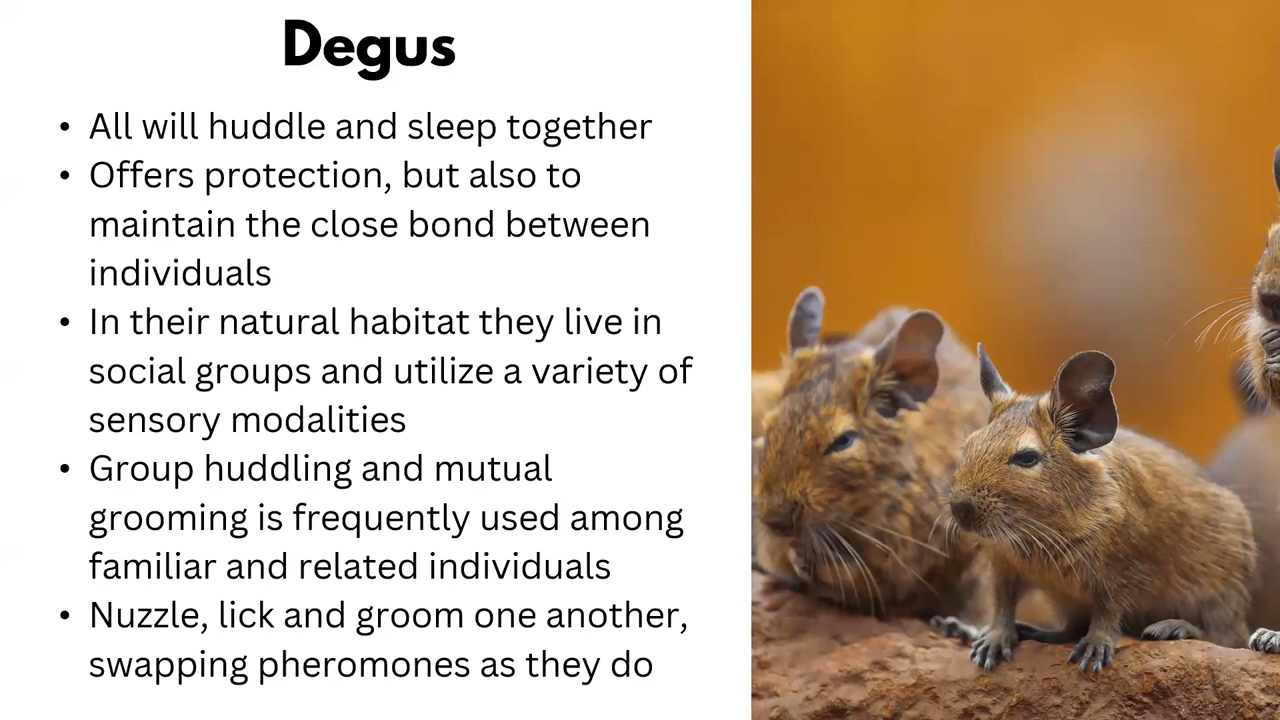 Degus
• All will huddle and sleep together
• Offers protection, but also to
maintain the close bond between
individuals
• In their natural habitat they live in
social groups and utilize a variety of
sensory modalities
• Group huddling and mutual
grooming is frequently used among
familiar and related individuals
• Nuzzle, lick and groom one another,
swapping pheromones as they do